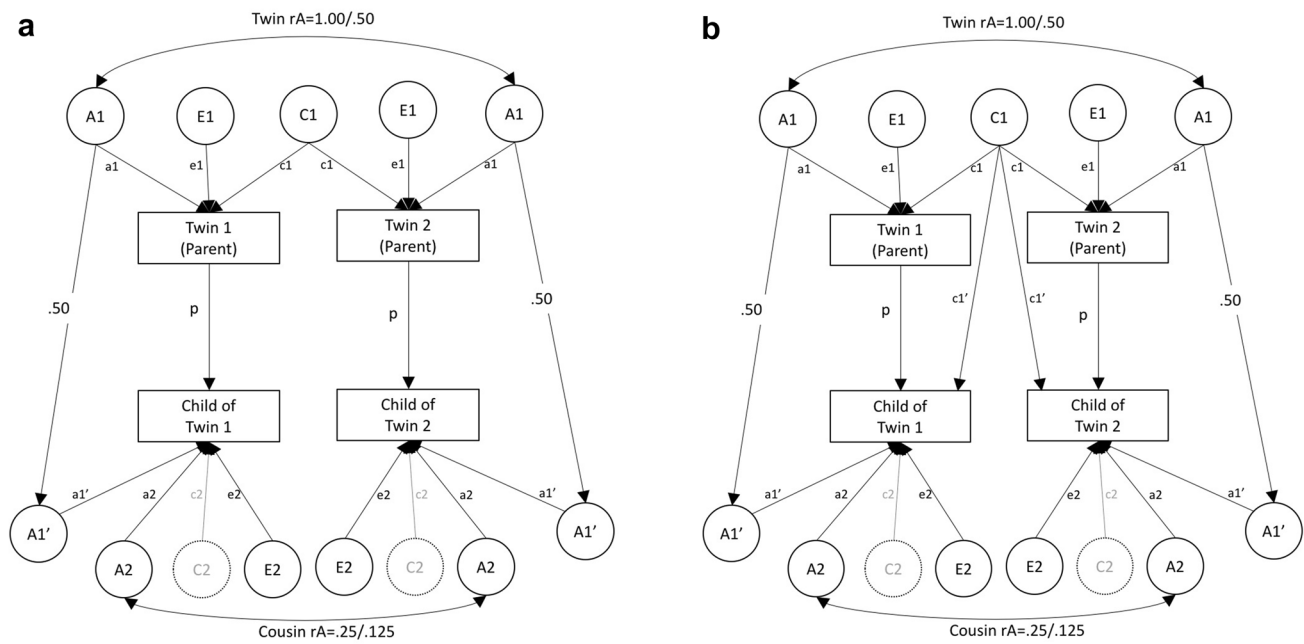 a
Twin rA=1.00/.50
A1
E1
C1
E1
A1
a1
e1
c1
c1
e1
a1
Twin 1
(Parent)
Twin 2
(Parent)
.50
p
p
.50
Child of
Twin 1
Child of
Twin 2
a1’
a2
c2
e2
e2
c2
a2
a1’
A1’
A2
C2
E2
E2
C2
A2
A1’
Cousin rA=.25/.125
b
Twin rA=1.00/.50
A1
E1
C1
E1
A1
a1
e1
c1
c1
e1
a1
Twin 1
(Parent)
Twin 2
(Parent)
.50
p
c1’
c1’
p
.50
Child of
Twin 1
Child of
Twin 2
a1’
a2
c2
e2
e2
c2
a2
a1’
A1’
A2
C2
E2
E2
C2
A2
A1’
Cousin rA=.25/.125